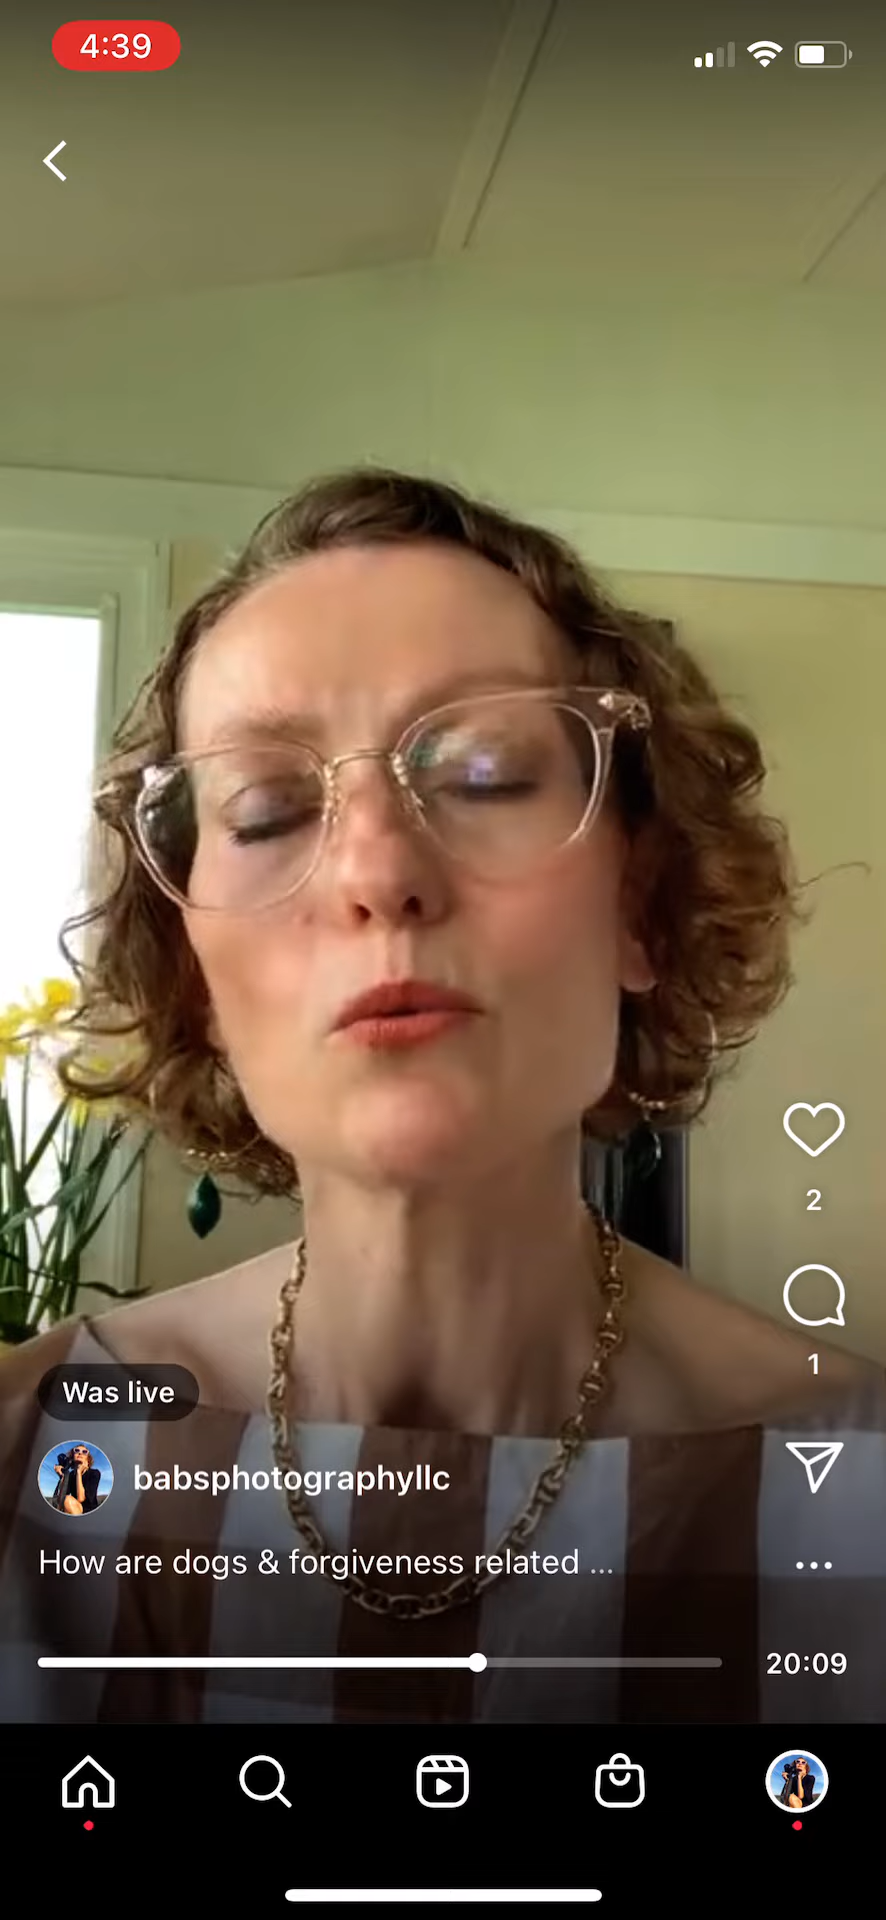 4:39
2
1
Was live
babsphotographyllc
How are dogs & forgiveness related ...
20:09